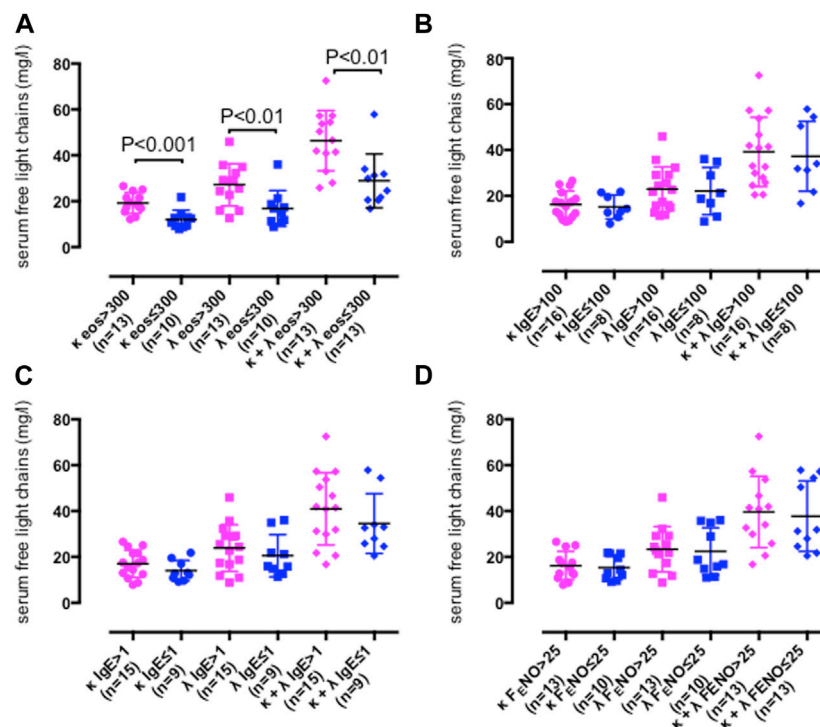 A
serum free light chains (mg/l)
80
60
40
20
0
P<0.001
P<0.01
P<0.01
κ eos>300
(n=13)
κ eos≤300
(n=10)
λ eos>300
(n=13)
λ eos≤300
(n=10)
κ + λ eos>300
(n=13)
κ + λ eos≤300
(n=13)
B
serum free light chais (mg/l)
80
60
40
20
0
κ IgE>100
(n=16)
κ IgE≤100
(n=8)
λ IgE>100
(n=16)
λ IgE≤100
(n=8)
κ + λ IgE>100
(n=16)
κ + λ IgE≤100
(n=8)
C
serum free light chains (mg/l)
80
60
40
20
0
κ IgE>1
(n=15)
κ IgE≤1
(n=9)
λ IgE>1
(n=15)
λ IgE≤1
(n=9)
κ + λ IgE>1
(n=15)
κ + λ IgE≤1
(n=9)
D
serum free light chains (mg/l)
80
60
40
20
0
κ FENO>25
(n=13)
κ FENO≤25
(n=10)
λ FENO>25
(n=13)
λ FENO≤25
(n=10)
κ + λ FENO>25
(n=13)
κ + λ FENO≤25
(n=13)